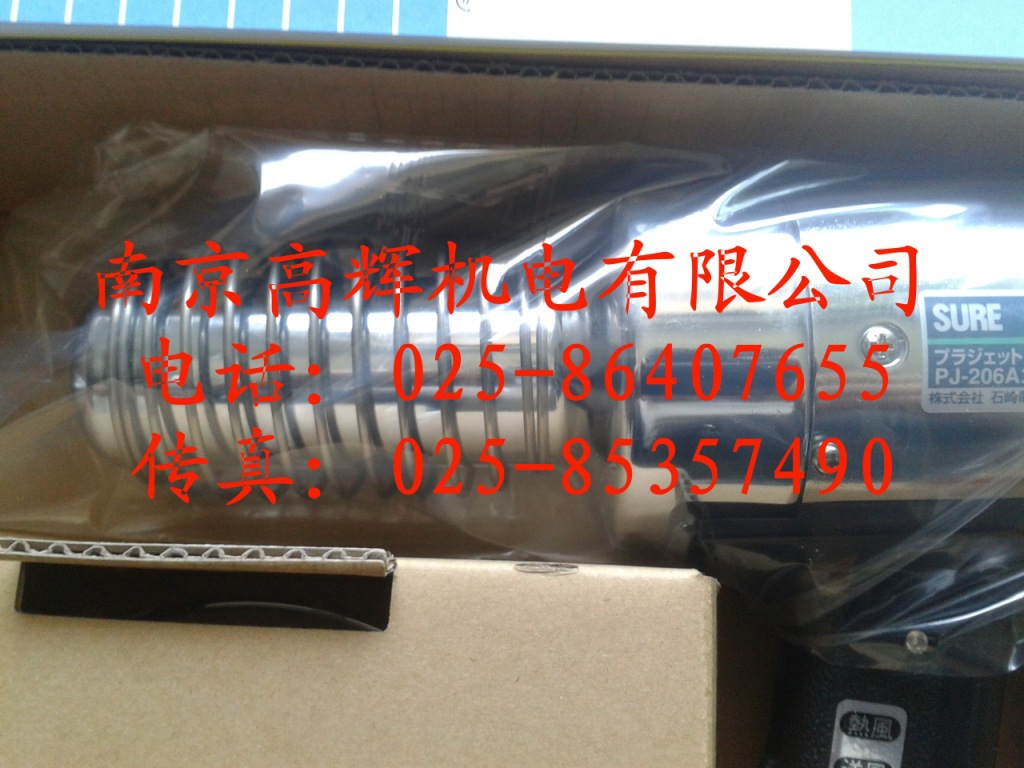 南京高辉机电有限公司
电话: 025-86407655
传真: 025-85357490
SURE
プラジェット
PJ-206A
株式会社 石崎
熱風